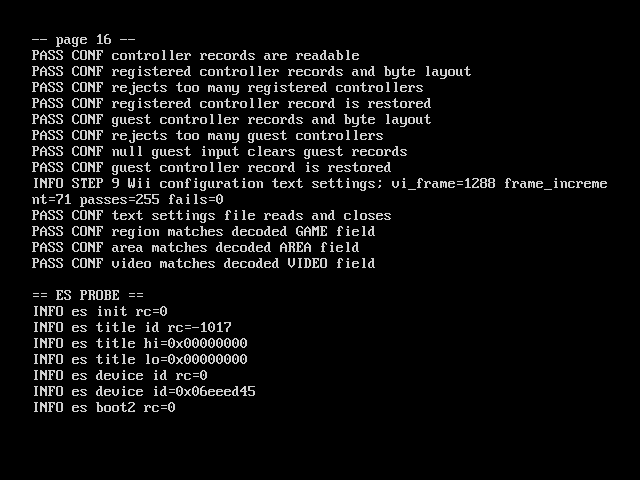 -- page 16 --
PASS CONF controller records are readable
PASS CONF registered controller records and byte layout
PASS CONF rejects too many registered controllers
PASS CONF registered controller record is restored
PASS CONF guest controller records and byte layout
PASS CONF rejects too many guest controllers
PASS CONF null guest input clears guest records
PASS CONF guest controller record is restored
INFO STEP 9 Wii configuration text settings; vi_frame=1288 frame_increme
nt=71 passes=255 fails=0
PASS CONF text settings file reads and closes
PASS CONF region matches decoded GAME field
PASS CONF area matches decoded AREA field
PASS CONF video matches decoded VIDEO field
== ES PROBE ==
INFO es init rc=0
INFO es title id rc=-1017
INFO es title hi=0x00000000
INFO es title lo=0x00000000
INFO es device id rc=0
INFO es device id=0x06eeed45
INFO es boot2 rc=0